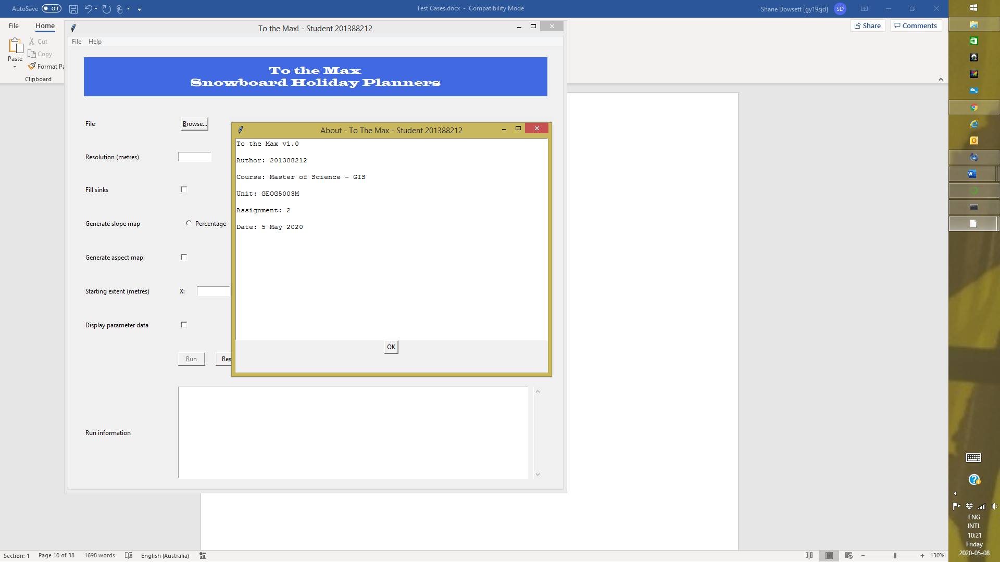 AutoSave Off
Test Cases.docx - Compatibility Mode
Shane Dowsett [gy19sjd] SD
File Home
Share Comments
Paste
Cut
Copy
Format Pa
Clipboard
To the Max! - Student 201388212
File Help
To the Max
Snowboard Holiday Planners
File Browse...
Resolution (metres)
Fill sinks
Generate slope map Percentage
Generate aspect map
Starting extent (metres) X:
Display parameter data
Run Res
Run information
About - To The Max - Student 201388212
To the Max v1.0
Author: 201388212
Course: Master of Science - GIS
Unit: GEOG5003M
Assignment: 2
Date: 5 May 2020
OK
Section: 1 Page 10 of 38 1698 words English (Australia) 130%
ENG
INTL
10:21
Friday
2020-05-08